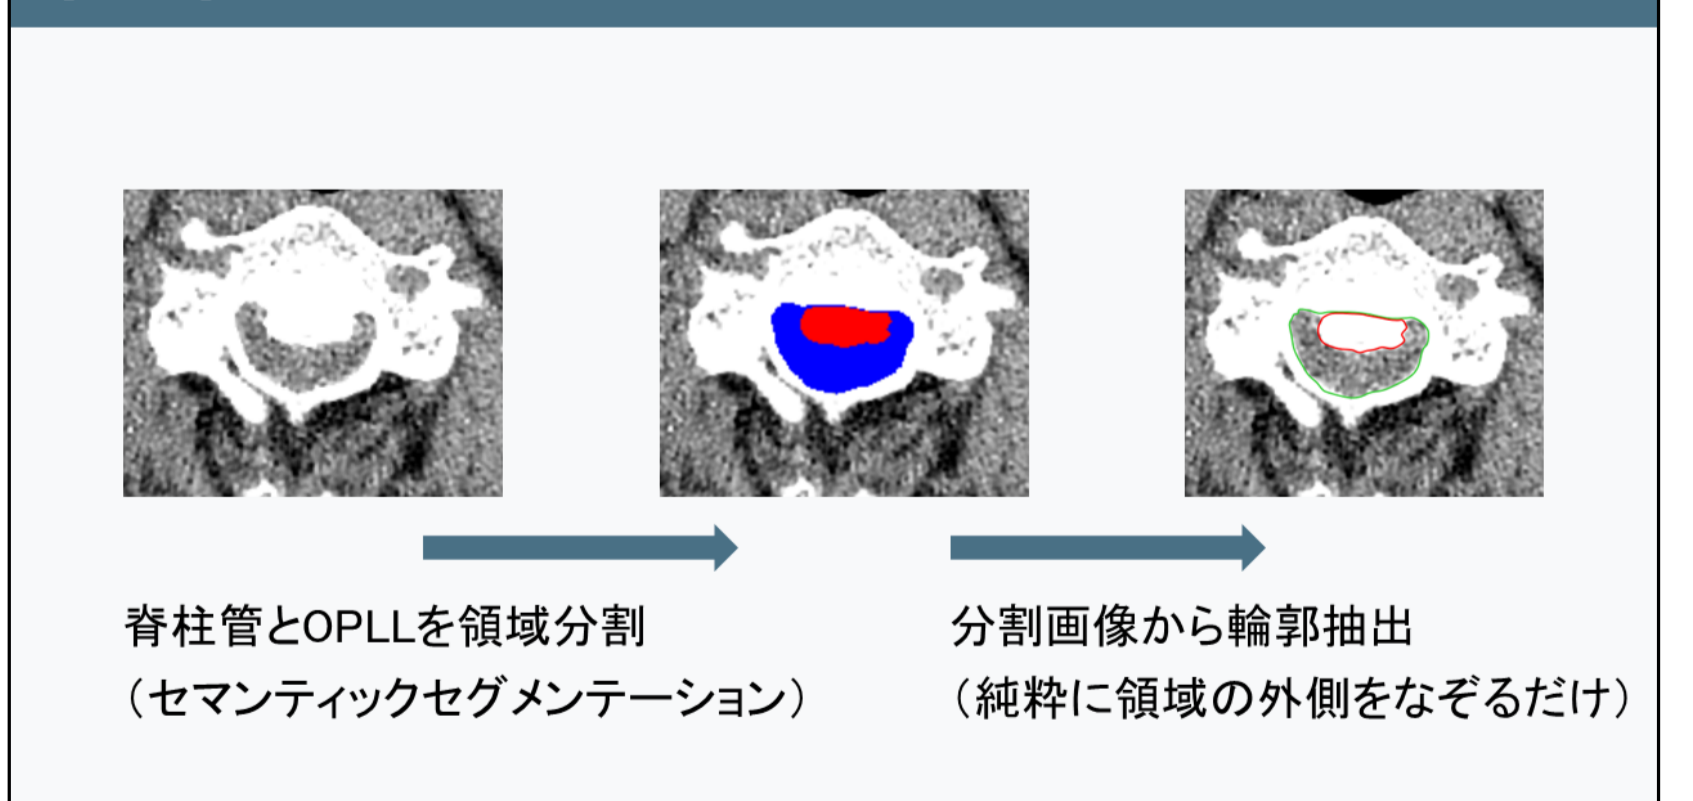 脊柱管とOPLLを領域分割
（セマンティックセグメンテーション）
分割画像から輪郭抽出
（純粋に領域の外側をなぞるだけ）